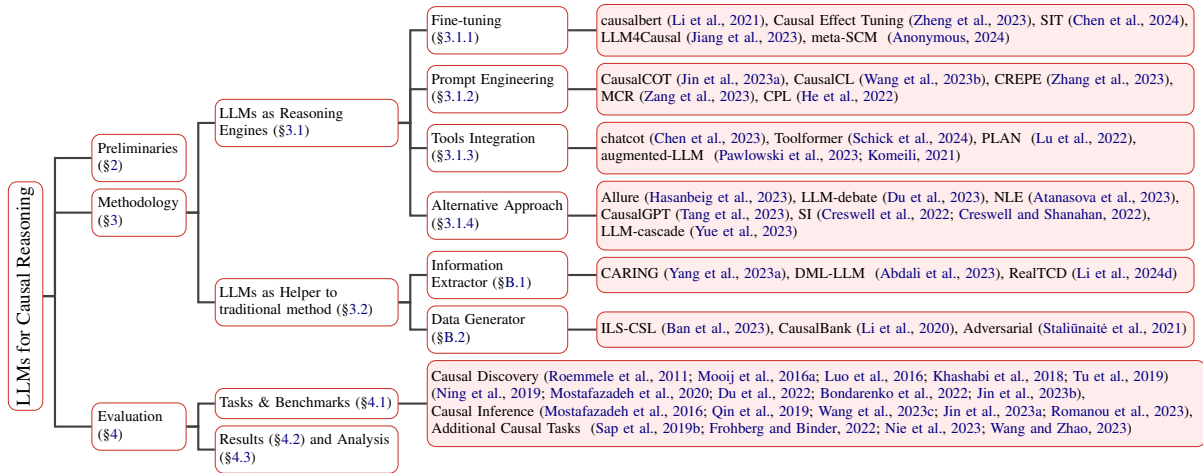 LLMs for Causal Reasoning
Preliminaries
(§2)
Methodology
(§3)
LLMs as Reasoning
Engines (§3.1)
Fine-tuning
(§3.1.1)
causalbert (Li et al., 2021), Causal Effect Tuning (Zheng et al., 2023), SIT (Chen et al., 2024),
LLM4Causal (Jiang et al., 2023), meta-SCM (Anonymous, 2024)
Prompt Engineering
(§3.1.2)
CausalCOT (Jin et al., 2023a), CausalCL (Wang et al., 2023b), CREPE (Zhang et al., 2023),
MCR (Zang et al., 2023), CPL (He et al., 2022)
Tools Integration
(§3.1.3)
chatcot (Chen et al., 2023), Toolformer (Schick et al., 2024), PLAN (Lu et al., 2022),
augmented-LLM (Pawlowski et al., 2023; Komeili, 2021)
Alternative Approach
(§3.1.4)
Allure (Hasanbeig et al., 2023), LLM-debate (Du et al., 2023), NLE (Atanasova et al., 2023),
CausalGPT (Tang et al., 2023), SI (Creswell et al., 2022; Creswell and Shanahan, 2022),
LLM-cascade (Yue et al., 2023)
LLMs as Helper to
traditional method (§3.2)
Information
Extractor (§B.1)
CARING (Yang et al., 2023a), DML-LLM (Abdali et al., 2023), RealTCD (Li et al., 2024d)
Data Generator
(§B.2)
ILS-CSL (Ban et al., 2023), CausalBank (Li et al., 2020), Adversarial (Staliūnaitė et al., 2021)
Evaluation
(§4)
Tasks & Benchmarks (§4.1)
Causal Discovery (Roemmele et al., 2011; Mooij et al., 2016a; Luo et al., 2016; Khashabi et al., 2018; Tu et al., 2019)
(Ning et al., 2019; Mostafazadeh et al., 2020; Du et al., 2022; Bondarenko et al., 2022; Jin et al., 2023b),
Causal Inference (Mostafazadeh et al., 2016; Qin et al., 2019; Wang et al., 2023c; Jin et al., 2023a; Romanou et al., 2023),
Additional Causal Tasks (Sap et al., 2019b; Frohberg and Binder, 2022; Nie et al., 2023; Wang and Zhao, 2023)
Results (§4.2) and Analysis
(§4.3)